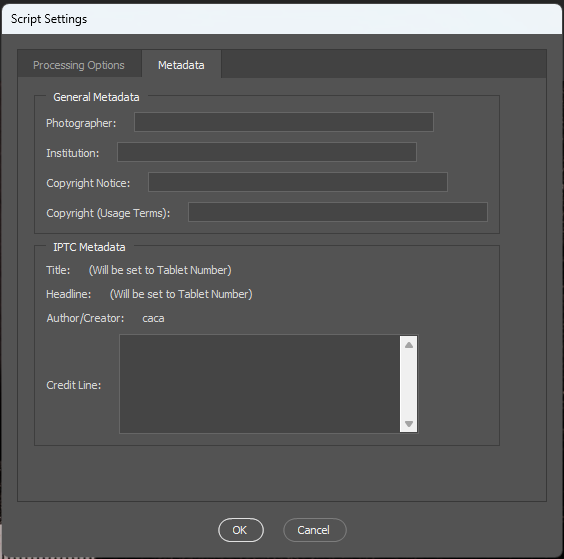 Script Settings
Processing Options
Metadata
General Metadata
Photographer:
Institution:
Copyright Notice:
Copyright (Usage Terms):
IPTC Metadata
Title: (Will be set to Tablet Number)
Headline: (Will be set to Tablet Number)
Author/Creator: caca
Credit Line:
OK
Cancel